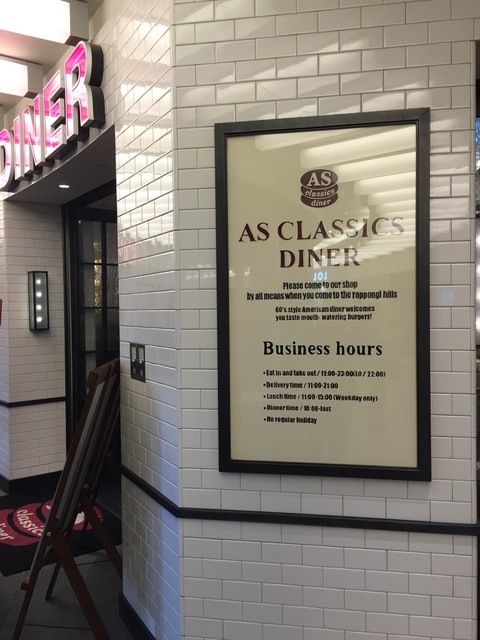 DINER
AS
classics
diner
AS CLASSICS
DINER
Please come to our shop
by all means when you come to the roppongi hills
60's style American diner welcomes
you taste mouth- watering burgers!
Business hours
• Eat in and take out / 11:00-23:00(LO / 22:00)
• Delivery time / 11:00-21:00
• Lunch time / 11:00-15:00 (Weekday only)
• Dinner time / 18:00-last
• No regular holiday
classics
diner